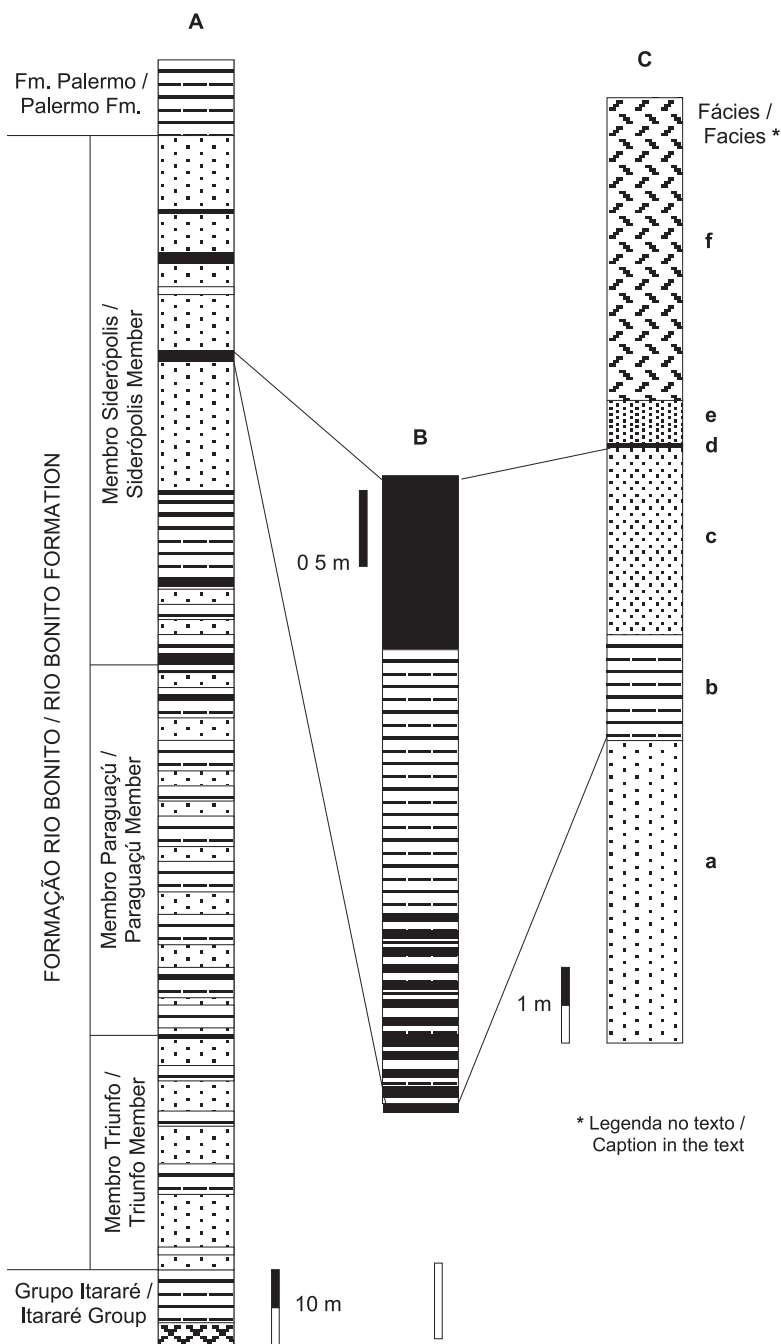 A
C
Fm. Palermo /
Palermo Fm.
Fácies /
Facies *
f
Membro Siderópolis /
Siderópolis Member
e
B
d
FORMAÇÃO RIO BONITO / RIO BONITO FORMATION
c
0 5 m
b
Membro Paraguaçú /
Paraguaçú Member
a
1 m
Membro Triunfo /
Triunfo Member
* Legenda no texto /
Caption in the text
Grupo Itararé /
Itararé Group
10 m